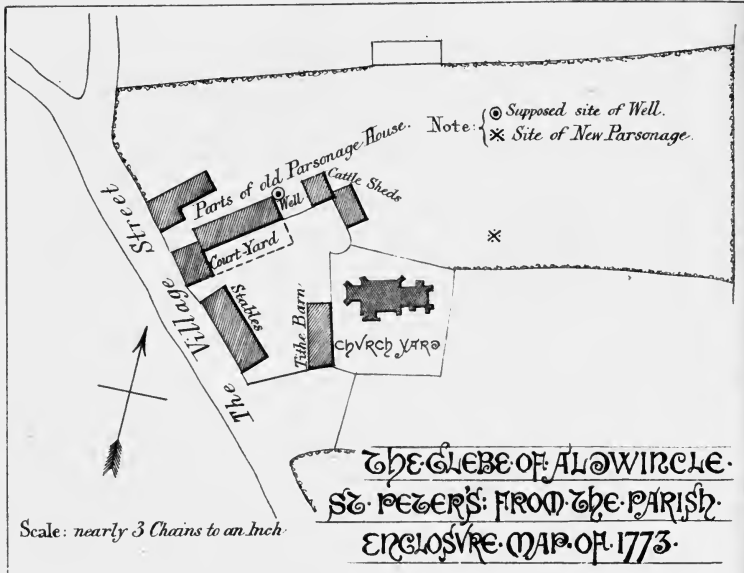 Note: { ⊙ Supposed site of Well.
※ Site of New Parsonage.
Parts of old Parsonage House.
Well
Cattle Sheds
Court-Yard
Stables
Tithe Barn
CHVRCH YARD
The Village Street
THE·GLEBE·OF·ALDWINCLE·
ST·PETER'S: FROM·THE·PARISH·
ENCLOSVRE·MAP·OF·1773·
Scale: nearly 3 Chains to an Inch